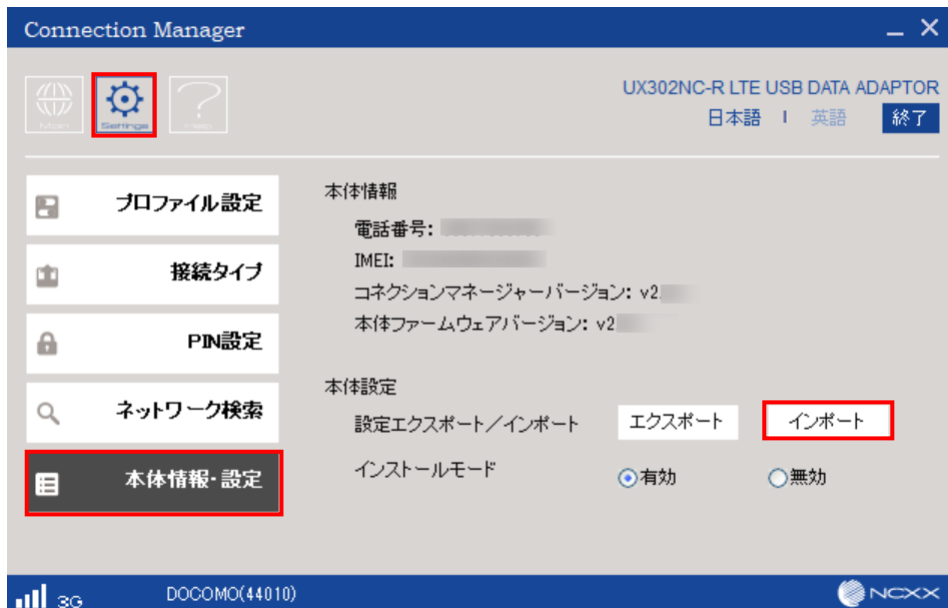 Connection Manager
Main Settings Help
UX302NC-R LTE USB DATA ADAPTOR
日本語 | 英語 終了
プロファイル設定
接続タイプ
PIN設定
ネットワーク検索
本体情報・設定
本体情報
電話番号:
IMEI:
コネクションマネージャーバージョン: v2.
本体ファームウェアバージョン: v2
本体設定
設定エクスポート／インポート エクスポート インポート
インストールモード 有効 無効
3G DOCOMO(44010) NCXX